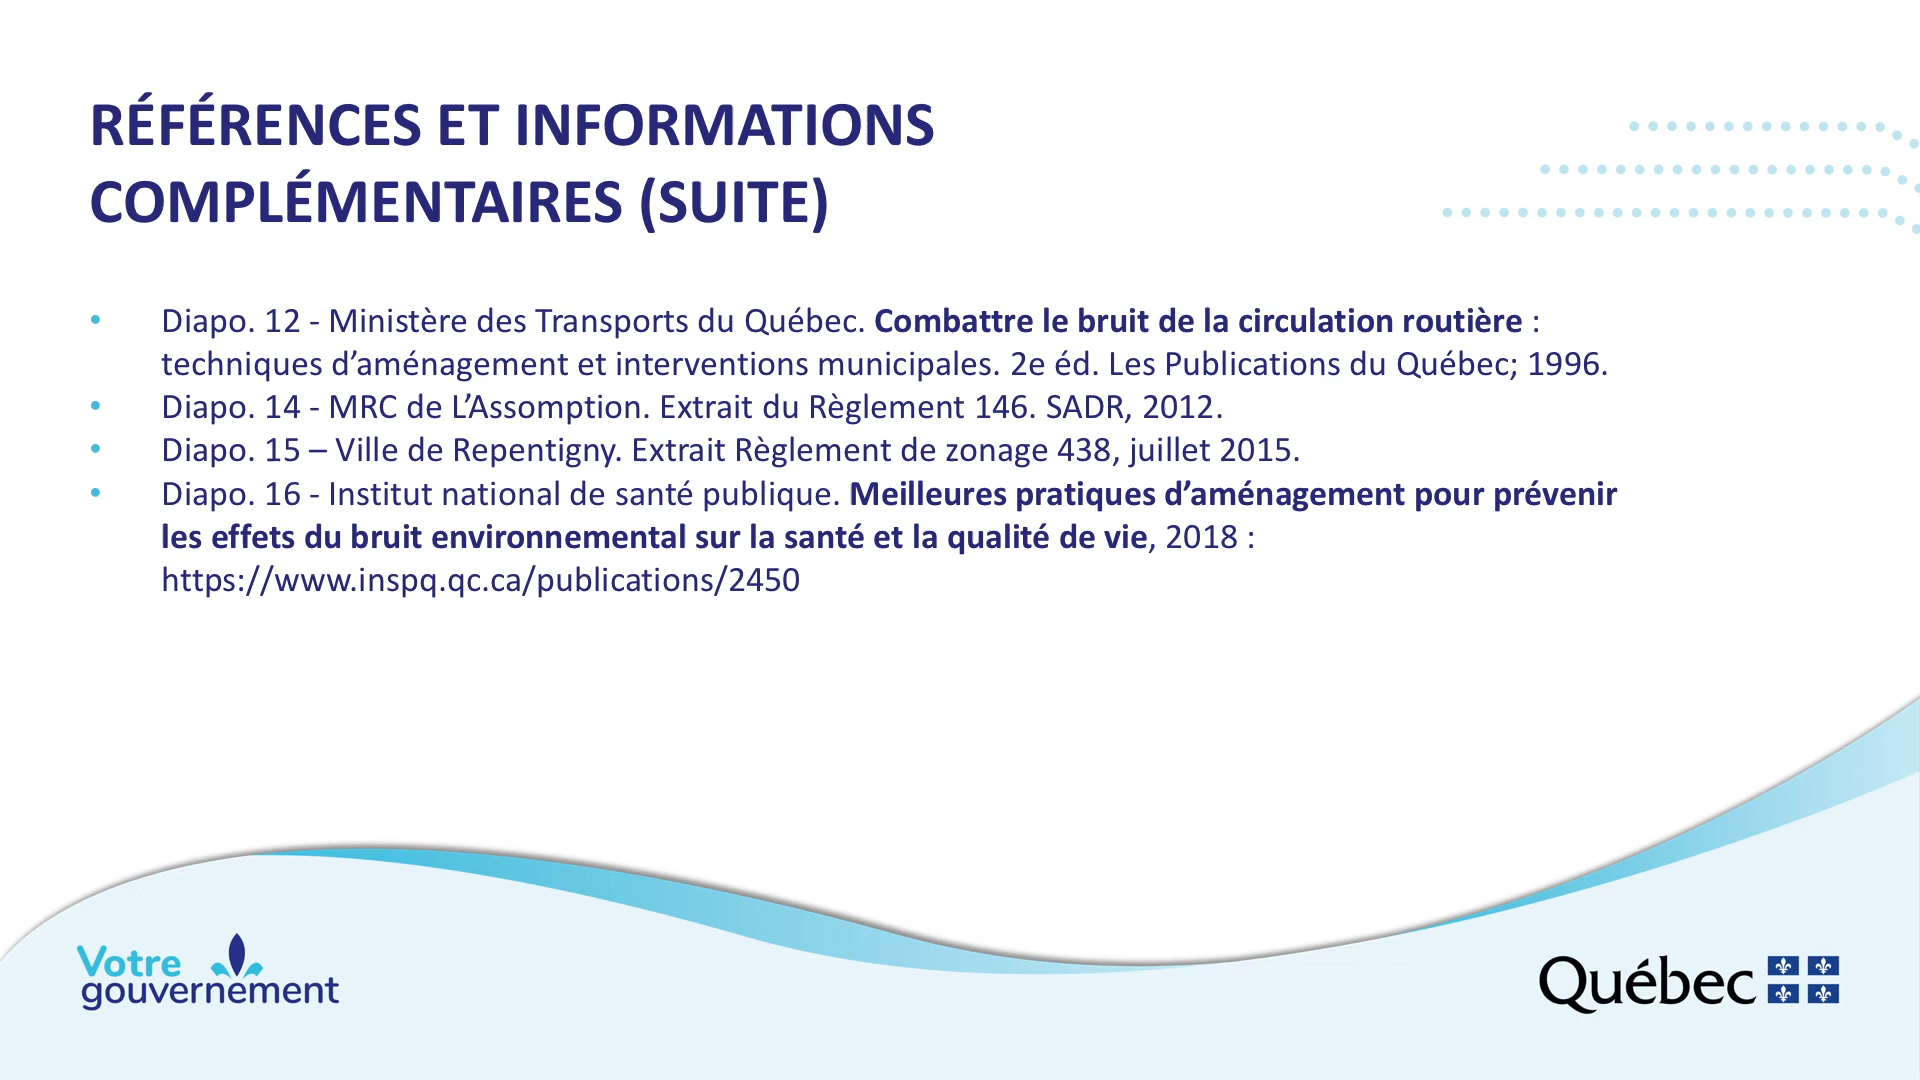 RÉFÉRENCES ET INFORMATIONS
COMPLÉMENTAIRES (SUITE)
• Diapo. 12 - Ministère des Transports du Québec. Combattre le bruit de la circulation routière :
techniques d’aménagement et interventions municipales. 2e éd. Les Publications du Québec; 1996.
• Diapo. 14 - MRC de L’Assomption. Extrait du Règlement 146. SADR, 2012.
• Diapo. 15 – Ville de Repentigny. Extrait Règlement de zonage 438, juillet 2015.
• Diapo. 16 - Institut national de santé publique. Meilleures pratiques d’aménagement pour prévenir
les effets du bruit environnemental sur la santé et la qualité de vie, 2018 :
https://www.inspq.qc.ca/publications/2450
Votre
gouvernement
Québec